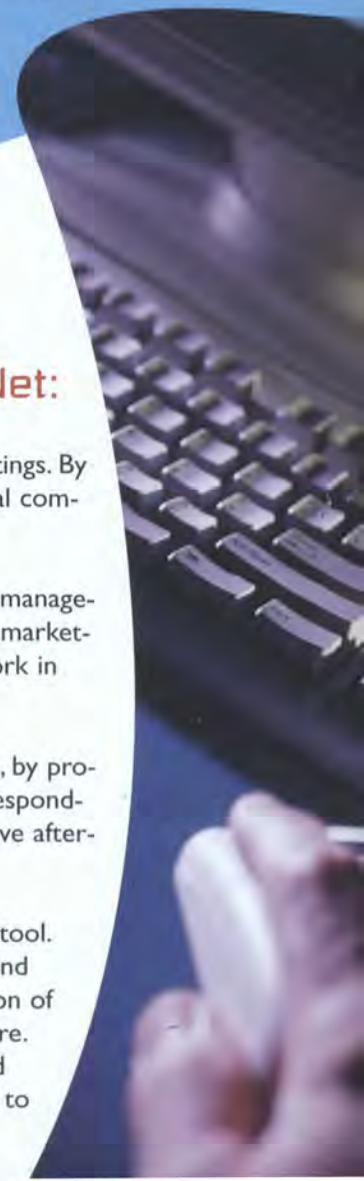 let:
tings. By
al com-
manage-
market-
rk in
, by pro-
espond-
ve after-
tool.
nd
on of
re.
d
to